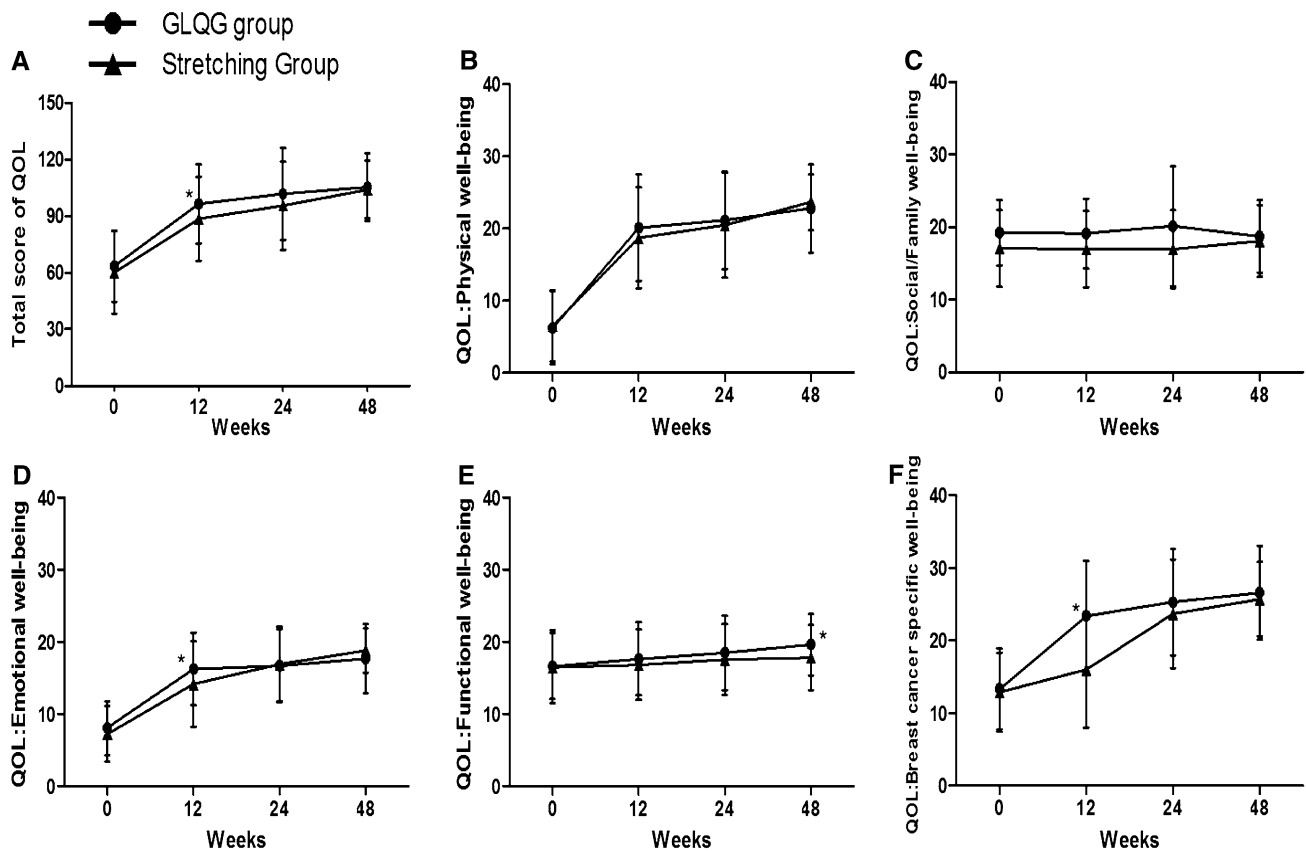 GLQG group
Stretching Group
A
Total score of QOL
150
120
90
60
30
0
*
0 12 24 48
Weeks
B
QOL:Physical well-being
40
30
20
10
0
0 12 24 48
Weeks
C
QOL:Social/Family well-being
40
30
20
10
0
0 12 24 48
Weeks
D
QOL:Emotional well-being
40
30
20
10
0
*
0 12 24 48
Weeks
E
QOL:Functional well-being
40
30
20
10
0
*
0 12 24 48
Weeks
F
QOL:Breast cancer specific well-being
40
30
20
10
0
*
0 12 24 48
Weeks